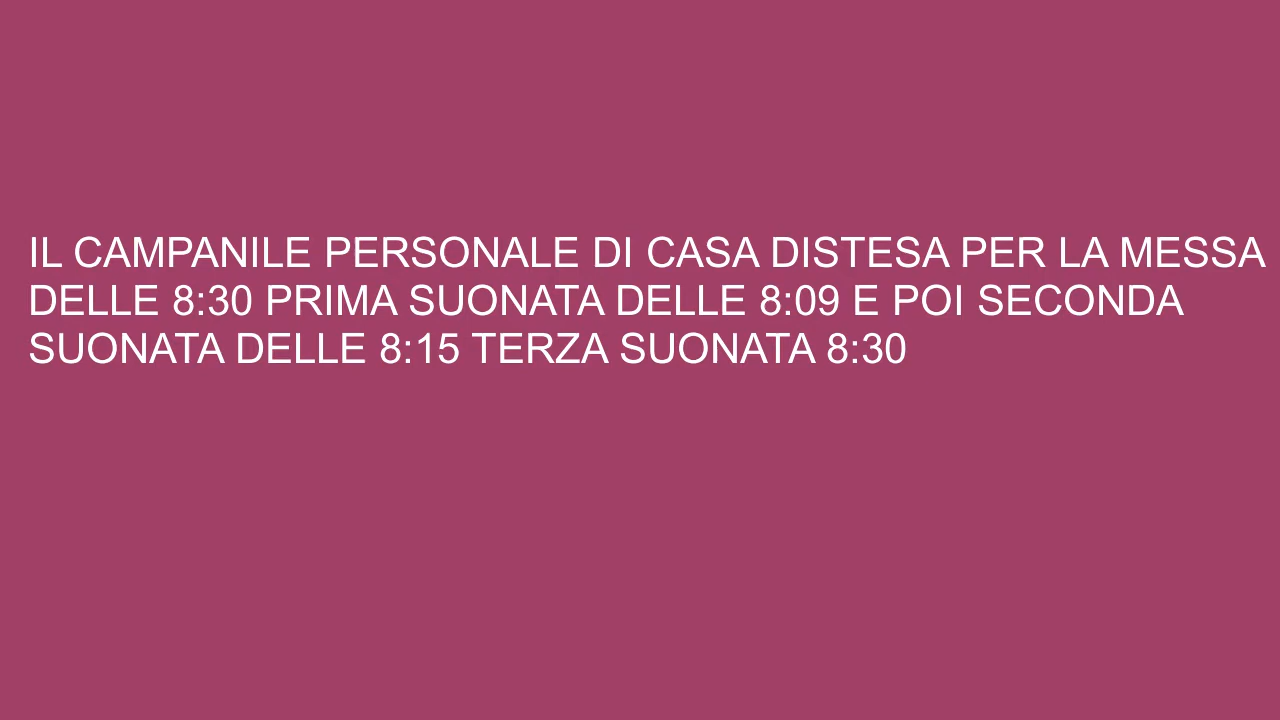 IL CAMPANILE PERSONALE DI CASA DISTESA PER LA MESSA
DELLE 8:30 PRIMA SUONATA DELLE 8:09 E POI SECONDA
SUONATA DELLE 8:15 TERZA SUONATA 8:30